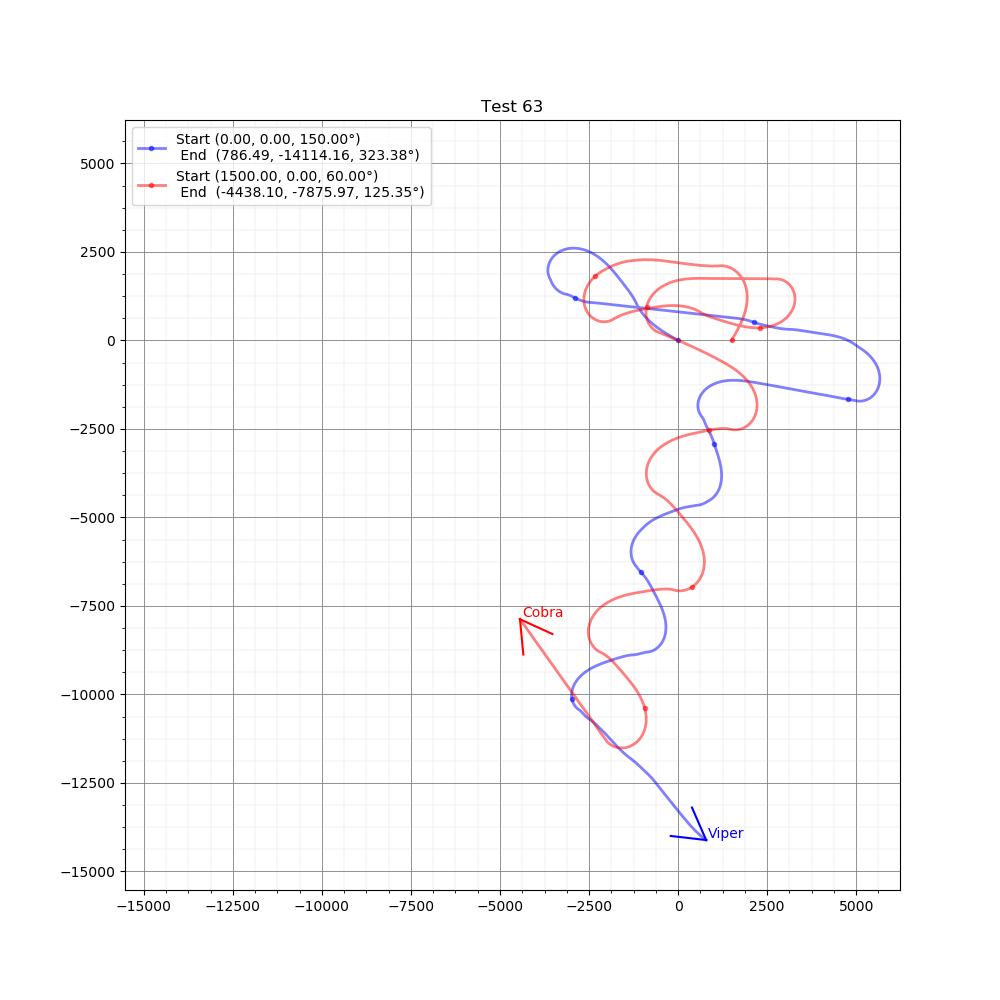 Test 63
Start (0.00, 0.00, 150.00°)
End  (786.49, -14114.16, 323.38°)
Start (1500.00, 0.00, 60.00°)
End  (-4438.10, -7875.97, 125.35°)
5000
2500
0
−2500
−5000
−7500
−10000
−12500
−15000
Cobra
Viper
−15000 −12500 −10000 −7500 −5000 −2500 0 2500 5000